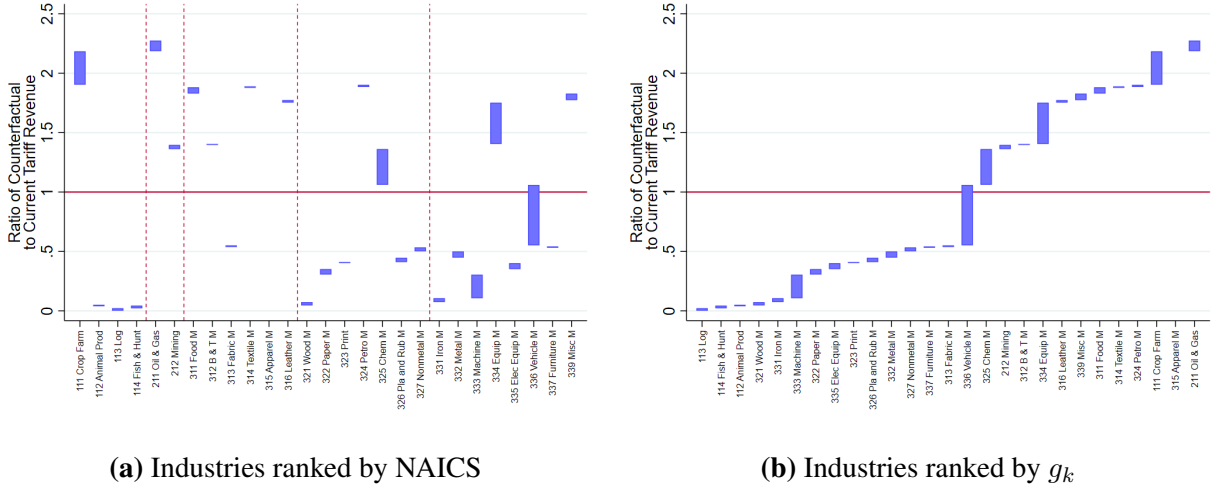 Ratio of Counterfactual
to Current Tariff Revenue
2.5
2
1.5
1
.5
0
111 Crop Farm
112 Animal Prod
113 Log
114 Fish & Hunt
211 Oil & Gas
212 Mining
311 Food M
312 B & T M
313 Fabric M
314 Textile M
315 Apparel M
316 Leather M
321 Wood M
322 Paper M
323 Print
324 Petro M
325 Chem M
326 Pla and Rub M
327 Nonmetal M
331 Iron M
332 Metal M
333 Machine M
334 Equip M
335 Elec Equip M
336 Vehicle M
337 Furniture M
339 Misc M
(a) Industries ranked by NAICS
Ratio of Counterfactual
to Current Tariff Revenue
2.5
2
1.5
1
.5
0
113 Log
114 Fish & Hunt
112 Animal Prod
321 Wood M
331 Iron M
333 Machine M
322 Paper M
335 Elec Equip M
323 Print
326 Pla and Rub M
332 Metal M
327 Nonmetal M
337 Furniture M
313 Fabric M
336 Vehicle M
325 Chem M
212 Mining
312 B & T M
334 Equip M
316 Leather M
339 Misc M
311 Food M
314 Textile M
324 Petro M
111 Crop Farm
315 Apparel M
211 Oil & Gas
(b) Industries ranked by gk